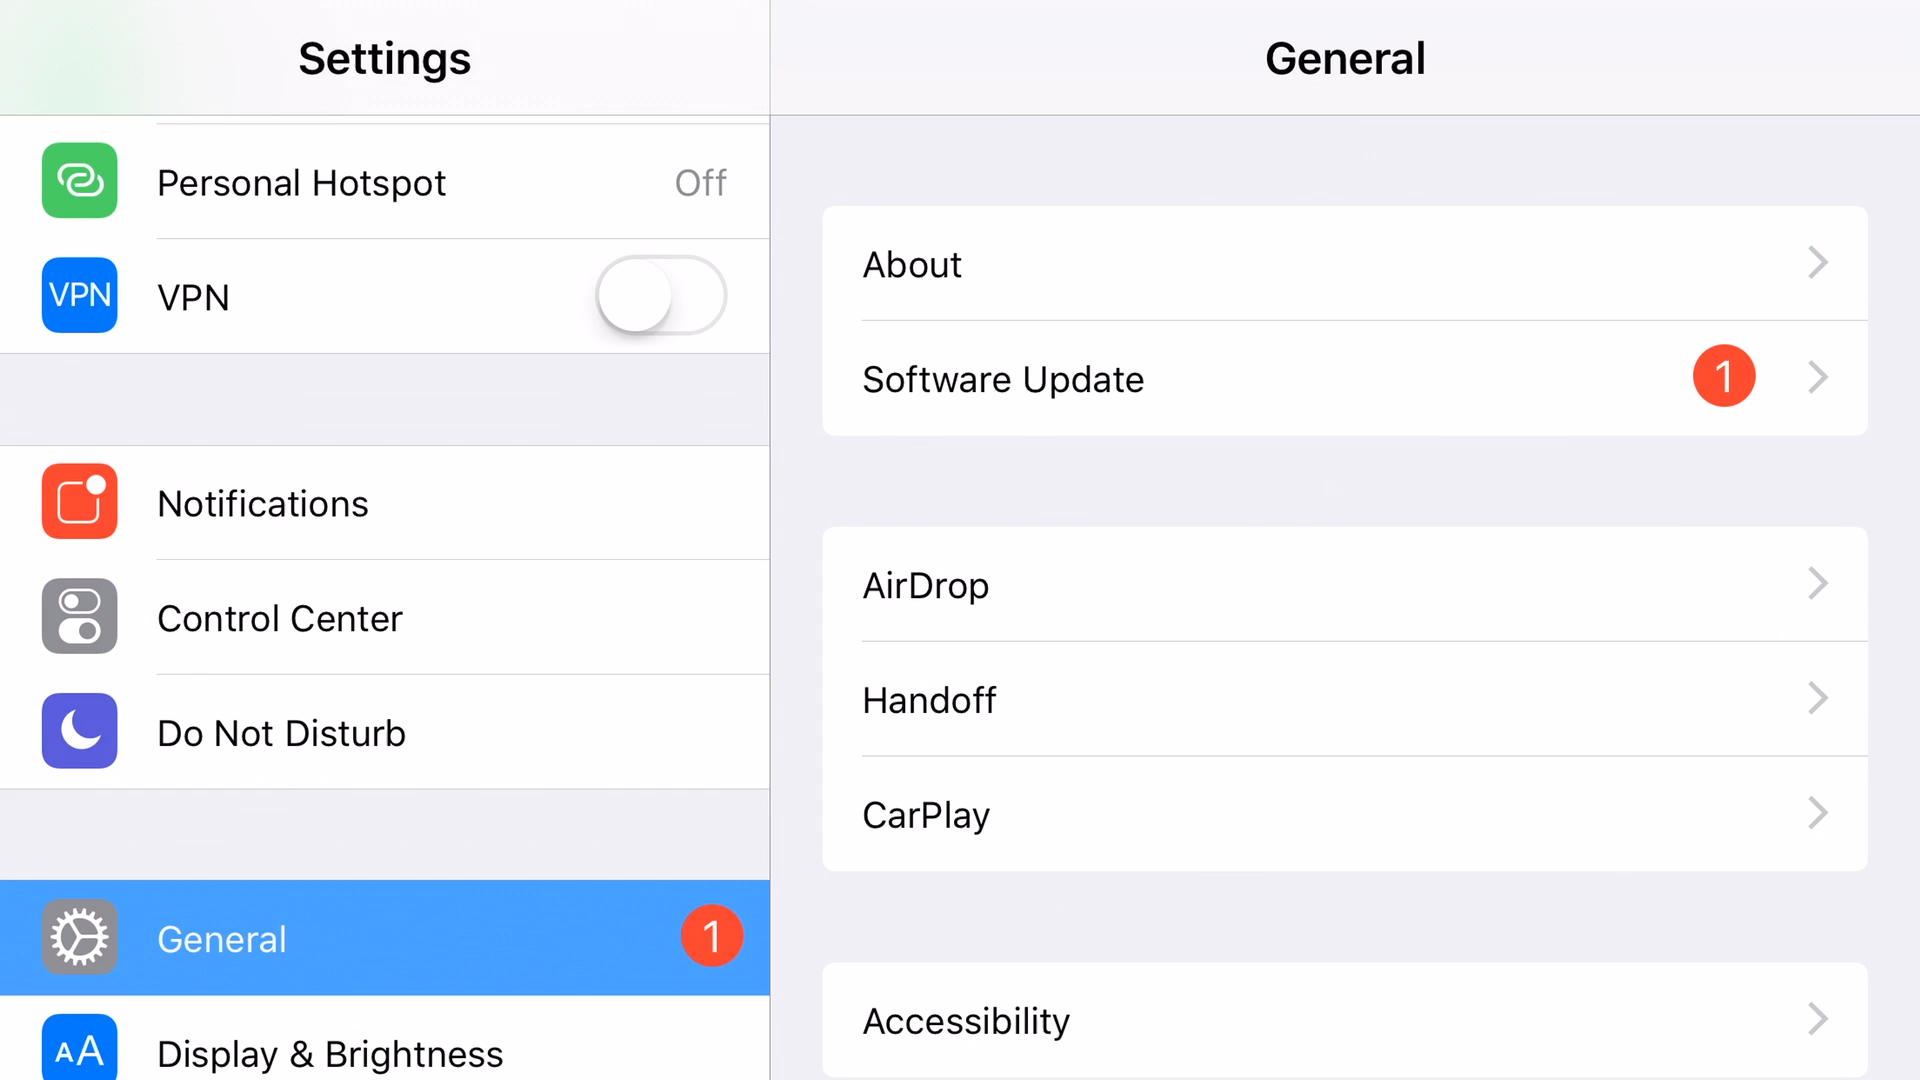 Settings
Personal Hotspot Off
VPN VPN
Notifications
Control Center
Do Not Disturb
General 1
AA Display & Brightness
General
About
Software Update 1
AirDrop
Handoff
CarPlay
Accessibility